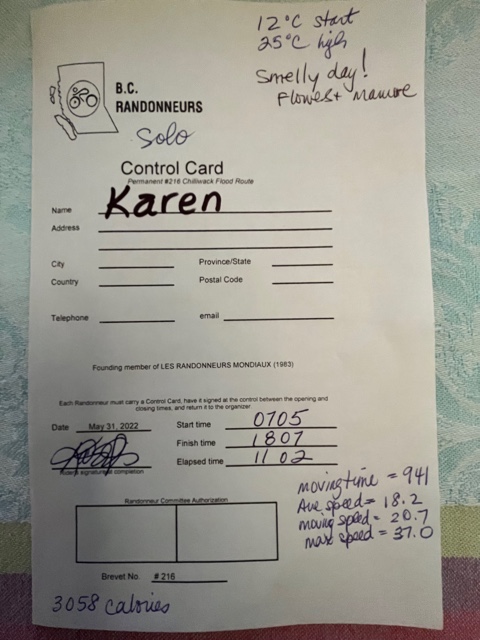 12°C start
25°C high
Smelly day!
Flowers + Manure
B.C.
RANDONNEURS
Solo
Control Card
Permanent #216 Chilliwack Flood Route
Name Karen
Address
City Province/State
Country Postal Code
Telephone email
Founding member of LES RANDONNEURS MONDIAUX (1983)
Each Randonneur must carry a Control Card, have it signed at the control between the opening and
closing times, and return it to the organizer
Date May 31, 2022 Start time 0705
Finish time 1807
Rider's signature at completion Elapsed time 11 02
moving time = 941
Ave speed = 18.2
moving speed = 20.7
max speed = 37.0
Randonneur Committee Authorization
Brevet No. # 216
3058 calories